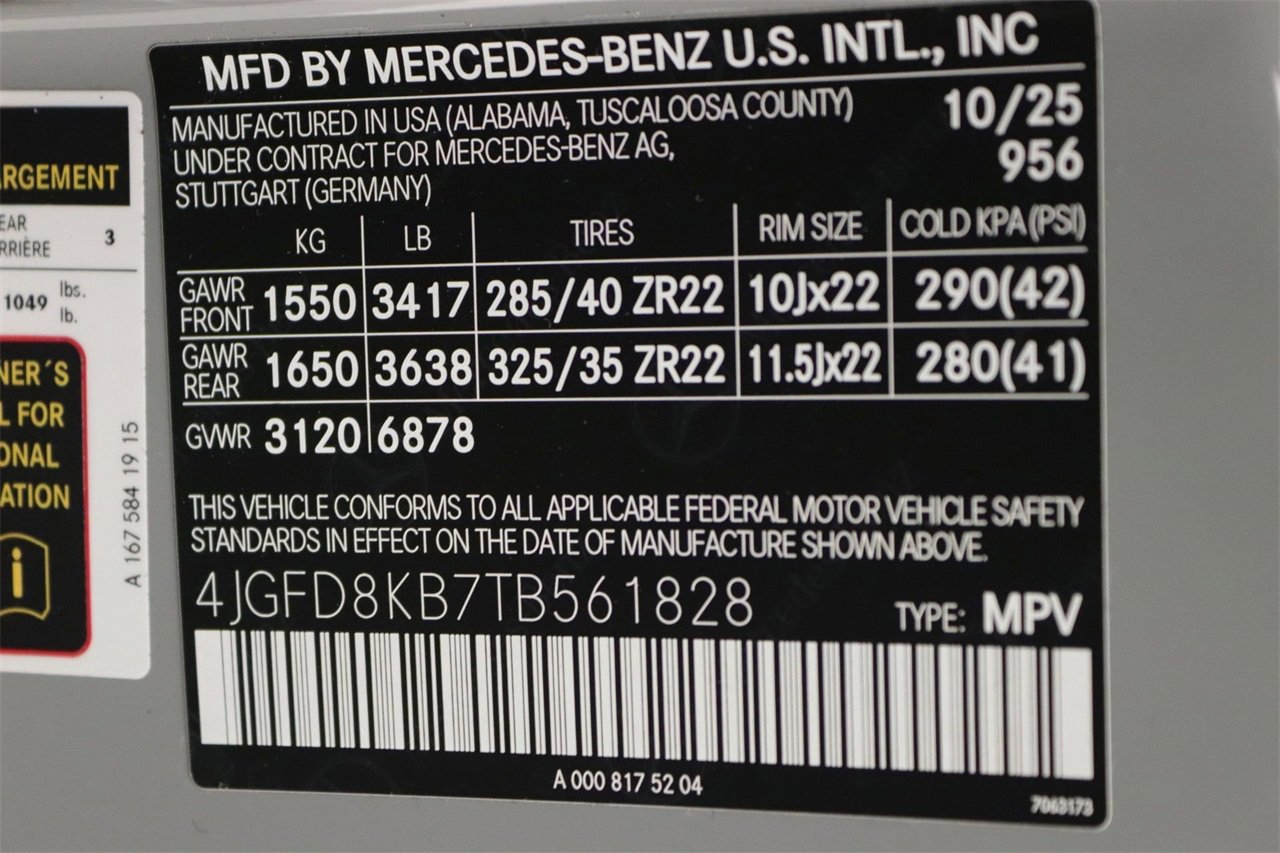 MFD BY MERCEDES-BENZ U.S. INTL., INC
MANUFACTURED IN USA (ALABAMA, TUSCALOOSA COUNTY) 10/25
UNDER CONTRACT FOR MERCEDES-BENZ AG, 956
STUTTGART (GERMANY)
KG LB TIRES RIM SIZE COLD KPA (PSI)
GAWR FRONT 1550 3417 285/40 ZR22 10Jx22 290(42)
GAWR REAR 1650 3638 325/35 ZR22 11.5Jx22 280(41)
GVWR 3120 6878
THIS VEHICLE CONFORMS TO ALL APPLICABLE FEDERAL MOTOR VEHICLE SAFETY
STANDARDS IN EFFECT ON THE DATE OF MANUFACTURE SHOWN ABOVE.
4JGFD8KB7TB561828 TYPE: MPV
A 000 817 52 04
7063173
RGEMENT
EAR
RRIÈRE 3
1049 lbs.
lb.
NER´S
L FOR
ONAL
ATION
i
A 167 584 19 15